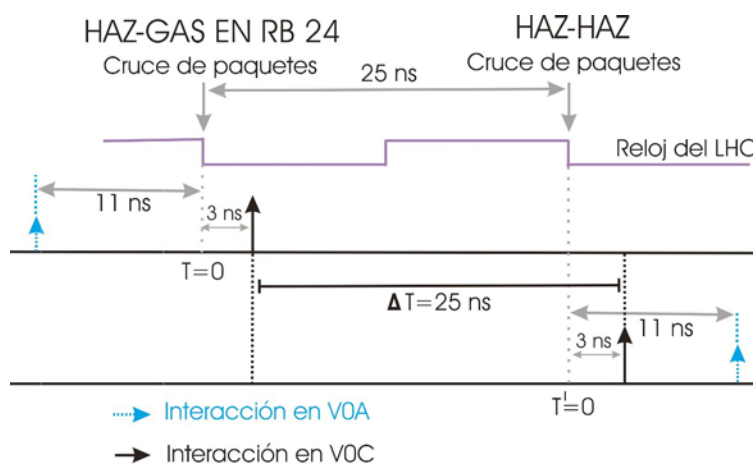 HAZ-GAS EN RB 24
Cruce de paquetes
HAZ-HAZ
Cruce de paquetes
25 ns
Reloj del LHC
11 ns
3 ns
T=0
Δ T=25 ns
11 ns
3 ns
T'=0
Interacción en V0A
Interacción en V0C